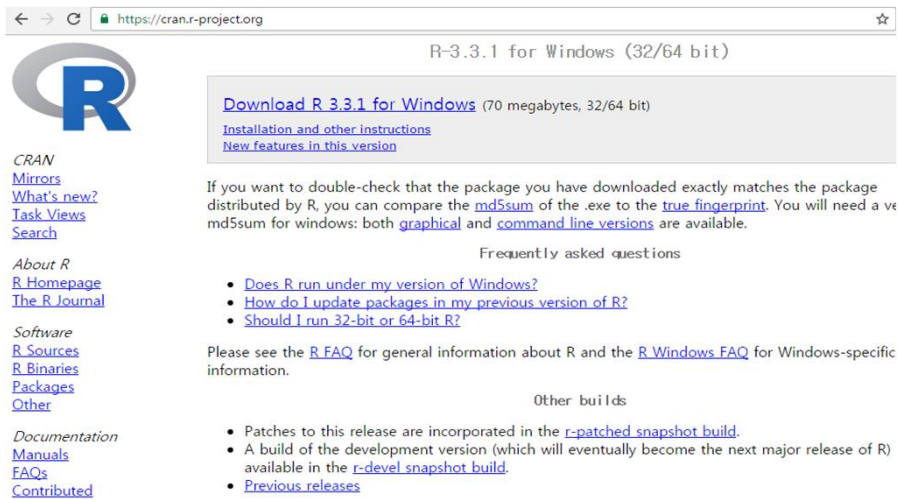 https://cran.r-project.org
R
CRAN
Mirrors
What's new?
Task Views
Search
About R
R Homepage
The R Journal
Software
R Sources
R Binaries
Packages
Other
Documentation
Manuals
FAQs
Contributed
R-3.3.1 for Windows (32/64 bit)
Download R 3.3.1 for Windows (70 megabytes, 32/64 bit)
Installation and other instructions
New features in this version
If you want to double-check that the package you have downloaded exactly matches the package
distributed by R, you can compare the md5sum of the .exe to the true fingerprint. You will need a ve
md5sum for windows: both graphical and command line versions are available.
Frequently asked questions
• Does R run under my version of Windows?
• How do I update packages in my previous version of R?
• Should I run 32-bit or 64-bit R?
Please see the R FAQ for general information about R and the R Windows FAQ for Windows-specific
information.
Other builds
• Patches to this release are incorporated in the r-patched snapshot build.
• A build of the development version (which will eventually become the next major release of R)
available in the r-devel snapshot build.
• Previous releases